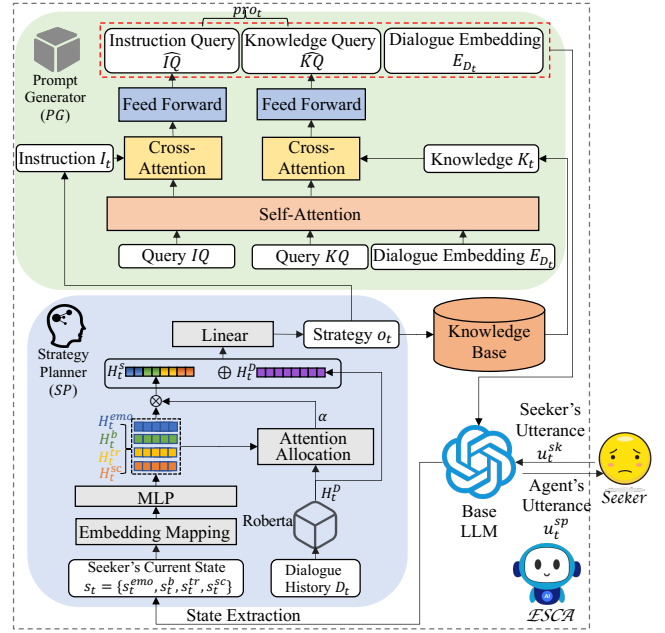 pro_t
Instruction Query
\widehat{IQ}
Knowledge Query
\widehat{KQ}
Dialogue Embedding
E_{D_t}
Prompt
Generator
(PG)
Feed Forward
Feed Forward
Instruction I_t
Cross-
Attention
Cross-
Attention
Knowledge K_t
Self-Attention
Query IQ
Query KQ
Dialogue Embedding E_{D_t}
Strategy
Planner
(SP)
Linear
Strategy o_t
Knowledge
Base
H_t^s
⊕ H_t^D
⊗
α
H_t^{emo}
H_t^b
H_t^{tr}
H_t^{sc}
Attention
Allocation
MLP
H_t^D
Roberta
Embedding Mapping
Seeker's Current State
s_t = {s_t^{emo}, s_t^b, s_t^{tr}, s_t^{sc}}
Dialogue
History D_t
State Extraction
Base
LLM
Seeker's
Utterance
u_t^{sk}
Agent's
Utterance
u_t^{sp}
Seeker
AI
ESCA